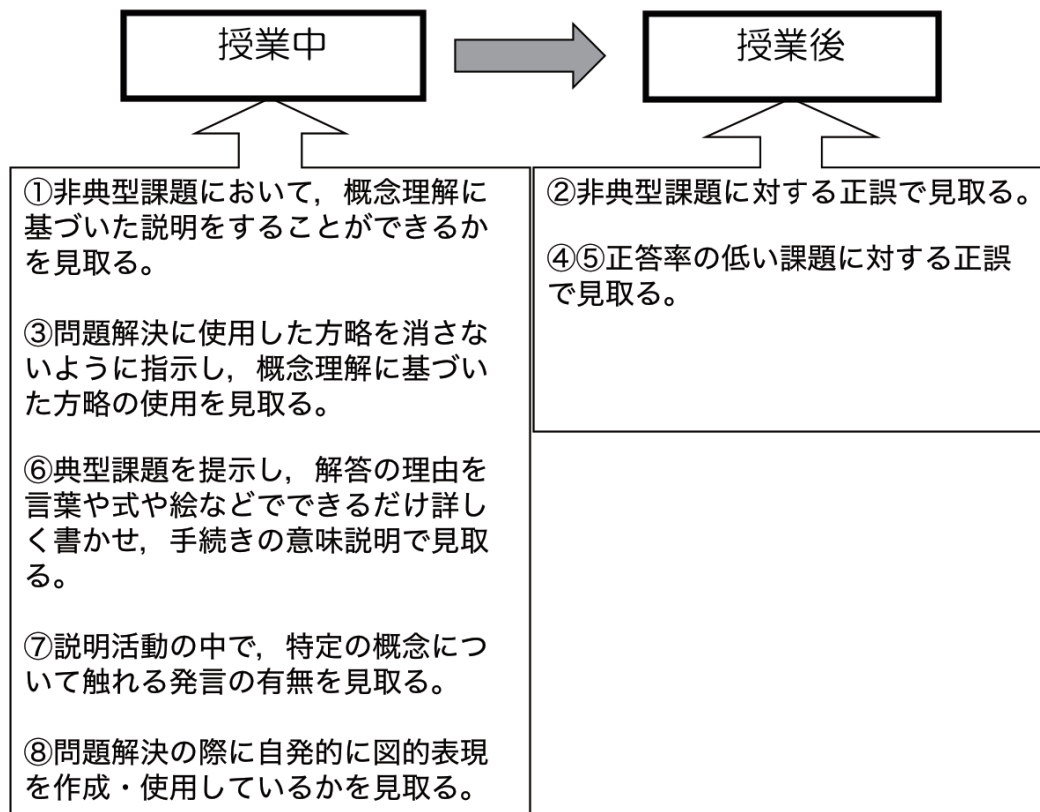 授業中
授業後
①非典型課題において，概念理解に
基づいた説明をすることができるか
を見取る。
③問題解決に使用した方略を消さな
いように指示し，概念理解に基づい
た方略の使用を見取る。
⑥典型課題を提示し，解答の理由を
言葉や式や絵などでできるだけ詳し
く書かせ，手続きの意味説明で見取
る。
⑦説明活動の中で，特定の概念につ
いて触れる発言の有無を見取る。
⑧問題解決の際に自発的に図的表現
を作成・使用しているかを見取る。
②非典型課題に対する正誤で見取る。
④⑤正答率の低い課題に対する正誤
で見取る。